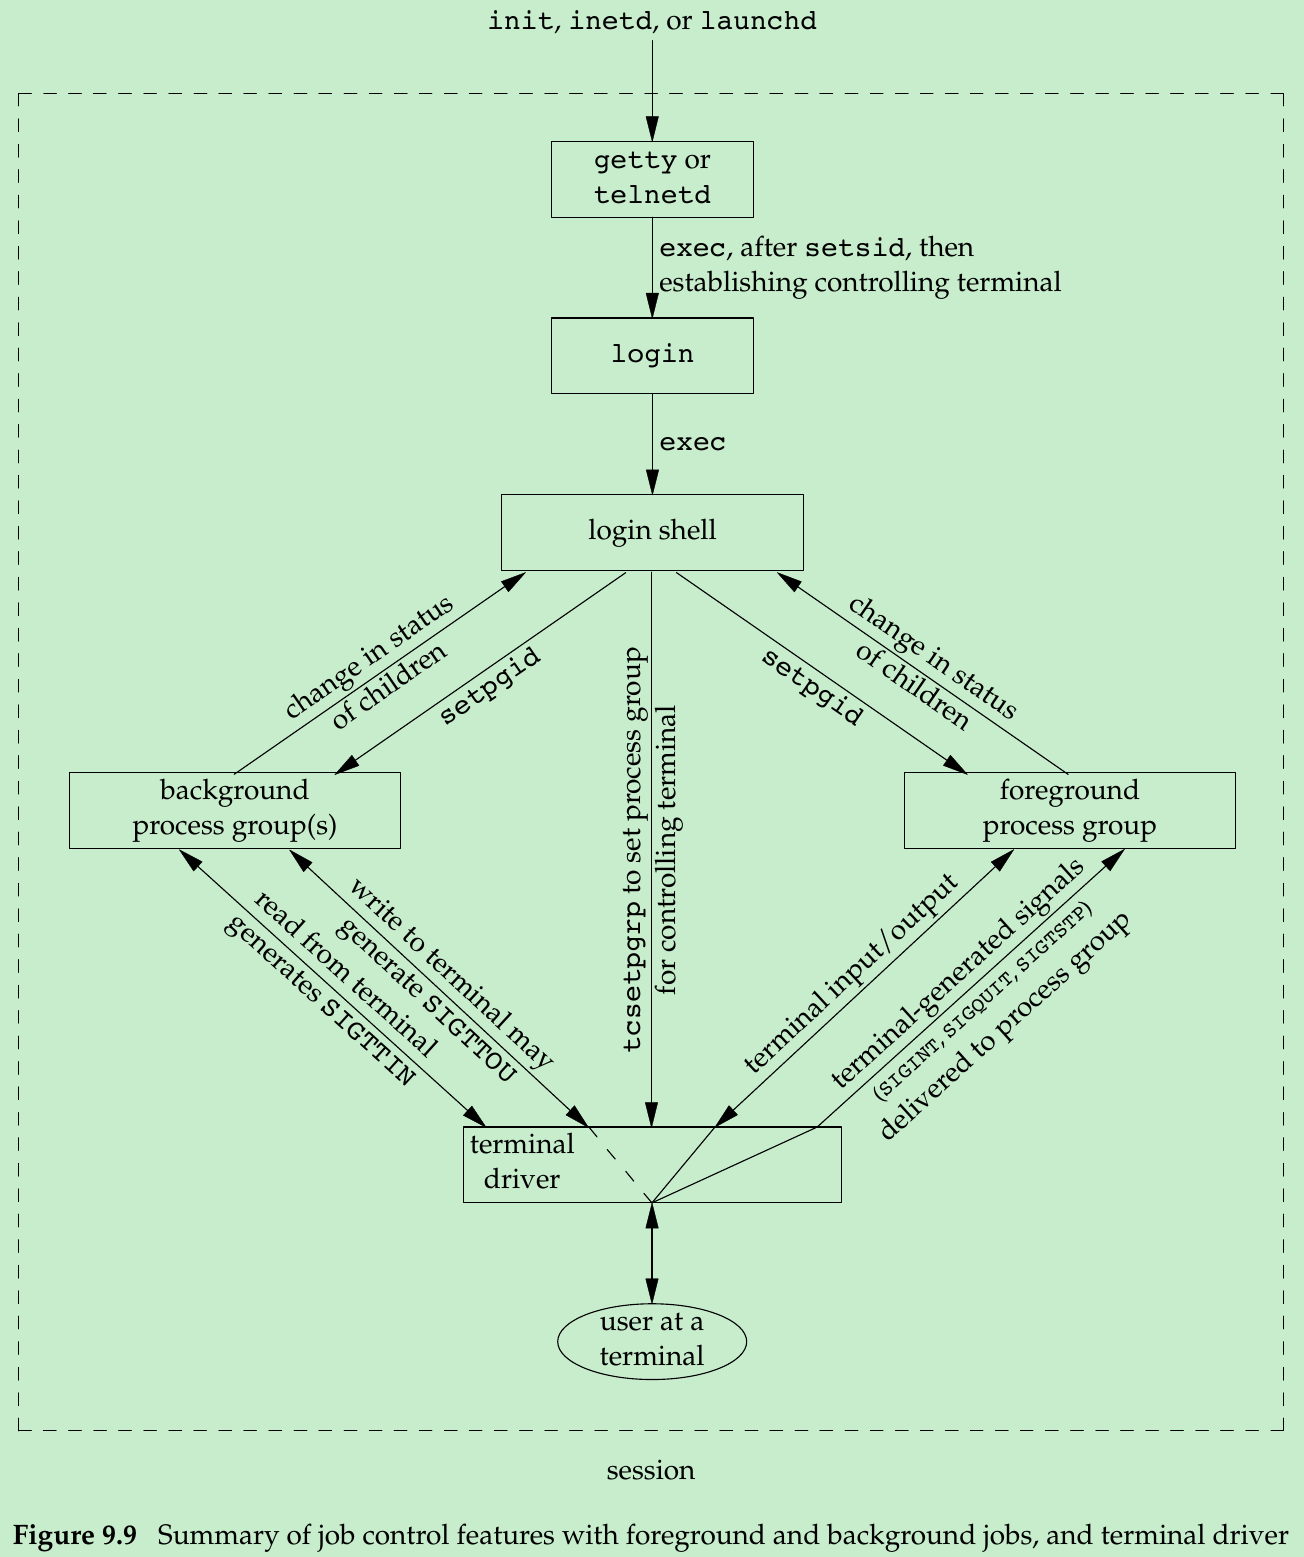 init, inetd, or launchd
getty or
telnetd
exec, after setsid, then
establishing controlling terminal
login
exec
login shell
change in status
of children
setpgid
tcsetpgrp to set process group
for controlling terminal
setpgid
change in status
of children
background
process group(s)
foreground
process group
read from terminal
generates SIGTTIN
write to terminal may
generate SIGTTOU
terminal input/output
terminal-generated signals
(SIGINT, SIGQUIT, SIGTSTP)
delivered to process group
terminal
driver
user at a
terminal
session
Figure 9.9 Summary of job control features with foreground and background jobs, and terminal driver